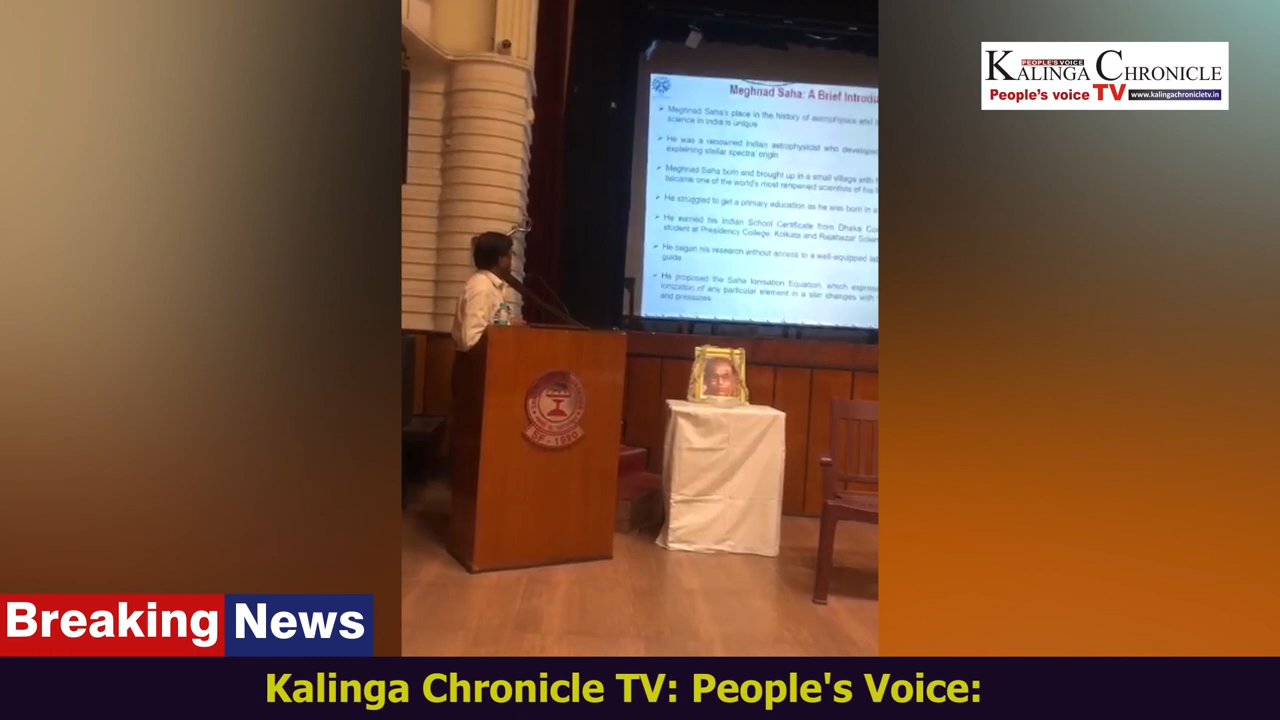 KALINGA CHRONICLE
PEOPLE'S VOICE
People's voice TV www.kalingachronicletv.in
Meghnad Saha: A Brief Introdu
Meghnad Saha's place in the history of astrophysics and
science in India is unique
He was a renowned Indian astrophysicist who develope
explaining stellar spectra origin
Meghnad Saha born and brought up in a small village with
became one of the world's most renowned scientists of his
He struggled to get a primary education as he was born in a
He earned his Indian School Certificate from Dhaka Co
student at Presidency College, Kolkata and Rajabazar Scien
He began his research without access to a well-equipped
guide
He proposed the Saha Ionisation Equation, which express
ionization of any particular element in a star changes with
and pressures
Breaking News
Kalinga Chronicle TV: People's Voice: